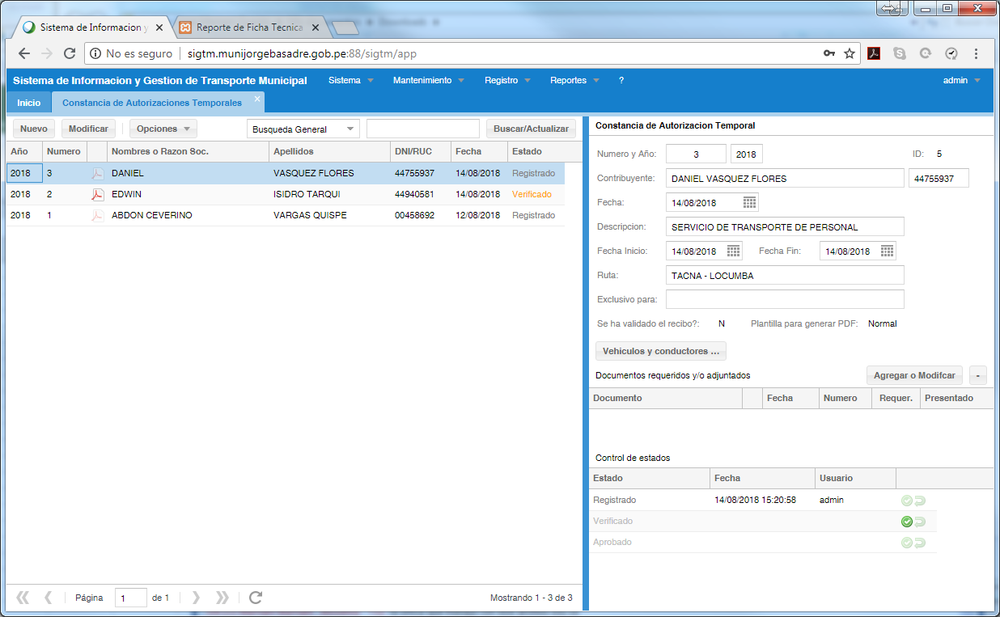 Sistema de Informacion y
Reporte de Ficha Tecnica
No es seguro
sigtm.munijorgebasadre.gob.pe:88/sigtm/app
Sistema de Informacion y Gestion de Transporte Municipal Sistema Mantenimiento Registro Reportes ? admin
Inicio Constancia de Autorizaciones Temporales
Nuevo Modificar Opciones Busqueda General Buscar/Actualizar
Año Numero Nombres o Razon Soc. Apellidos DNI/RUC Fecha Estado
2018 3 DANIEL VASQUEZ FLORES 44755937 14/08/2018 Registrado
2018 2 EDWIN ISIDRO TARQUI 44940581 14/08/2018 Verificado
2018 1 ABDON CEVERINO VARGAS QUISPE 00458692 12/08/2018 Registrado
Página 1 de 1 Mostrando 1 - 3 de 3
Constancia de Autorizacion Temporal
Numero y Año: 3 2018 ID: 5
Contribuyente: DANIEL VASQUEZ FLORES 44755937
Fecha: 14/08/2018
Descripcion: SERVICIO DE TRANSPORTE DE PERSONAL
Fecha Inicio: 14/08/2018 Fecha Fin: 14/08/2018
Ruta: TACNA - LOCUMBA
Exclusivo para:
Se ha validado el recibo?: N Plantilla para generar PDF: Normal
Vehiculos y conductores ...
Documentos requeridos y/o adjuntados Agregar o Modifcar -
Documento Fecha Numero Requer. Presentado
Control de estados
Estado Fecha Usuario
Registrado 14/08/2018 15:20:58 admin
Verificado
Aprobado